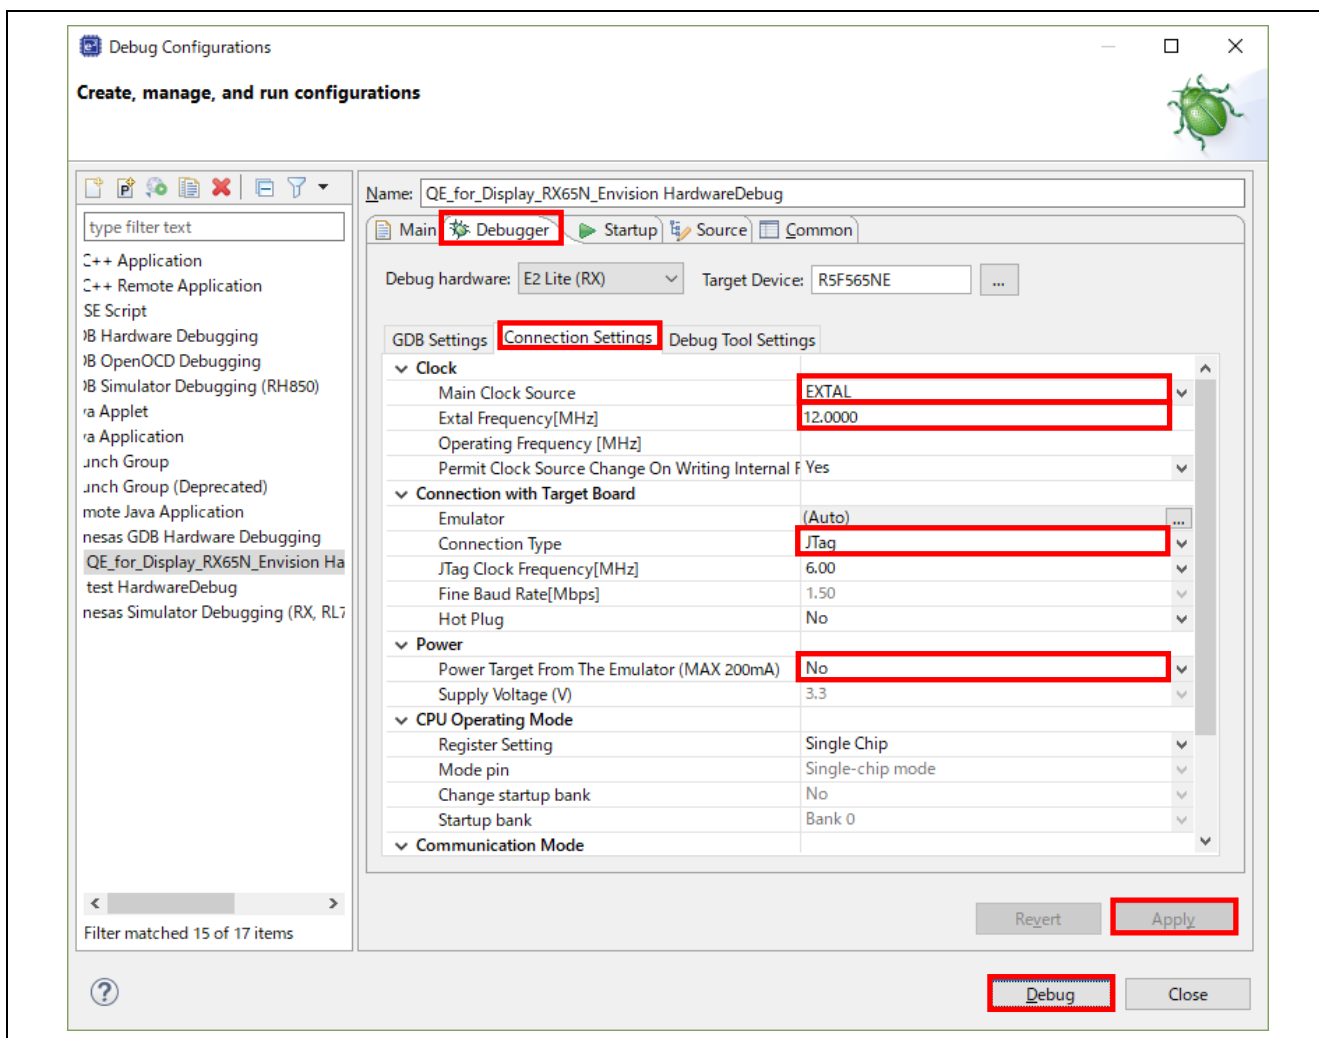 Debug Configurations
Create, manage, and run configurations
Name: QE_for_Display_RX65N_Envision HardwareDebug
type filter text
Main Debugger Startup Source Common
C++ Application
C++ Remote Application
SE Script
Hardware Debugging
OpenOCD Debugging
Simulator Debugging (RH850)
Applet
Application
unch Group
unch Group (Deprecated)
mote Java Application
nesas GDB Hardware Debugging
QE_for_Display_RX65N_Envision Ha
test HardwareDebug
nesas Simulator Debugging (RX, RL7
Filter matched 15 of 17 items
Debug hardware: E2 Lite (RX) Target Device: R5F565NE ...
GDB Settings Connection Settings Debug Tool Settings
Clock
Main Clock Source EXTAL
Extal Frequency[MHz] 12.0000
Operating Frequency [MHz]
Permit Clock Source Change On Writing Internal F Yes
Connection with Target Board
Emulator (Auto) ...
Connection Type JTag
JTag Clock Frequency[MHz] 6.00
Fine Baud Rate[Mbps] 1.50
Hot Plug No
Power
Power Target From The Emulator (MAX 200mA) No
Supply Voltage (V) 3.3
CPU Operating Mode
Register Setting Single Chip
Mode pin Single-chip mode
Change startup bank No
Startup bank Bank 0
Communication Mode
Revert Apply
? Debug Close